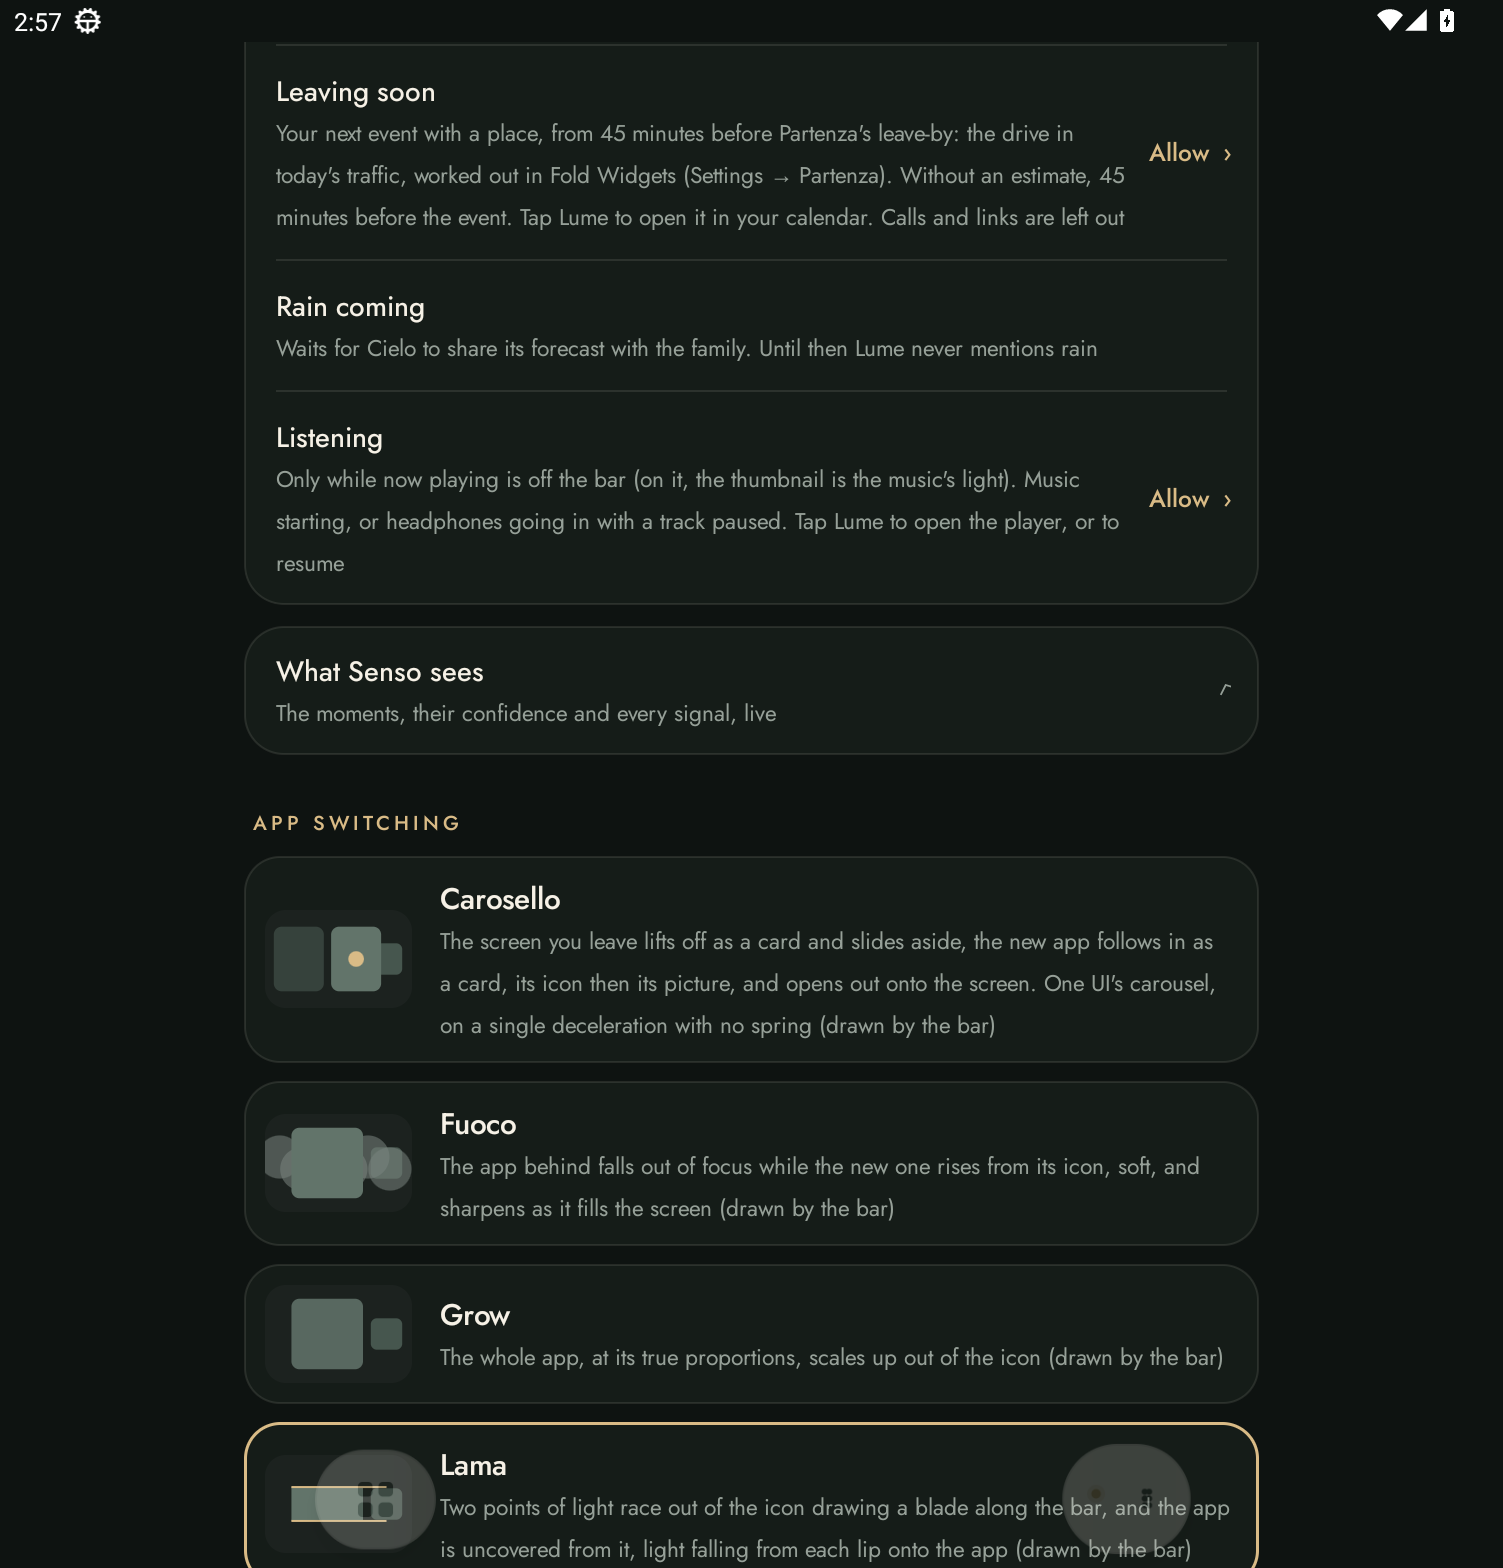 2:57
Leaving soon
Your next event with a place, from 45 minutes before Partenza's leave-by: the drive in
today's traffic, worked out in Fold Widgets (Settings → Partenza). Without an estimate, 45
minutes before the event. Tap Lume to open it in your calendar. Calls and links are left out
Allow ›
Rain coming
Waits for Cielo to share its forecast with the family. Until then Lume never mentions rain
Listening
Only while now playing is off the bar (on it, the thumbnail is the music's light). Music
starting, or headphones going in with a track paused. Tap Lume to open the player, or to
resume
Allow ›
What Senso sees
The moments, their confidence and every signal, live
APP SWITCHING
Carosello
The screen you leave lifts off as a card and slides aside, the new app follows in as
a card, its icon then its picture, and opens out onto the screen. One UI's carousel,
on a single deceleration with no spring (drawn by the bar)
Fuoco
The app behind falls out of focus while the new one rises from its icon, soft, and
sharpens as it fills the screen (drawn by the bar)
Grow
The whole app, at its true proportions, scales up out of the icon (drawn by the bar)
Lama
Two points of light race out of the icon drawing a blade along the bar, and the app
is uncovered from it, light falling from each lip onto the app (drawn by the bar)